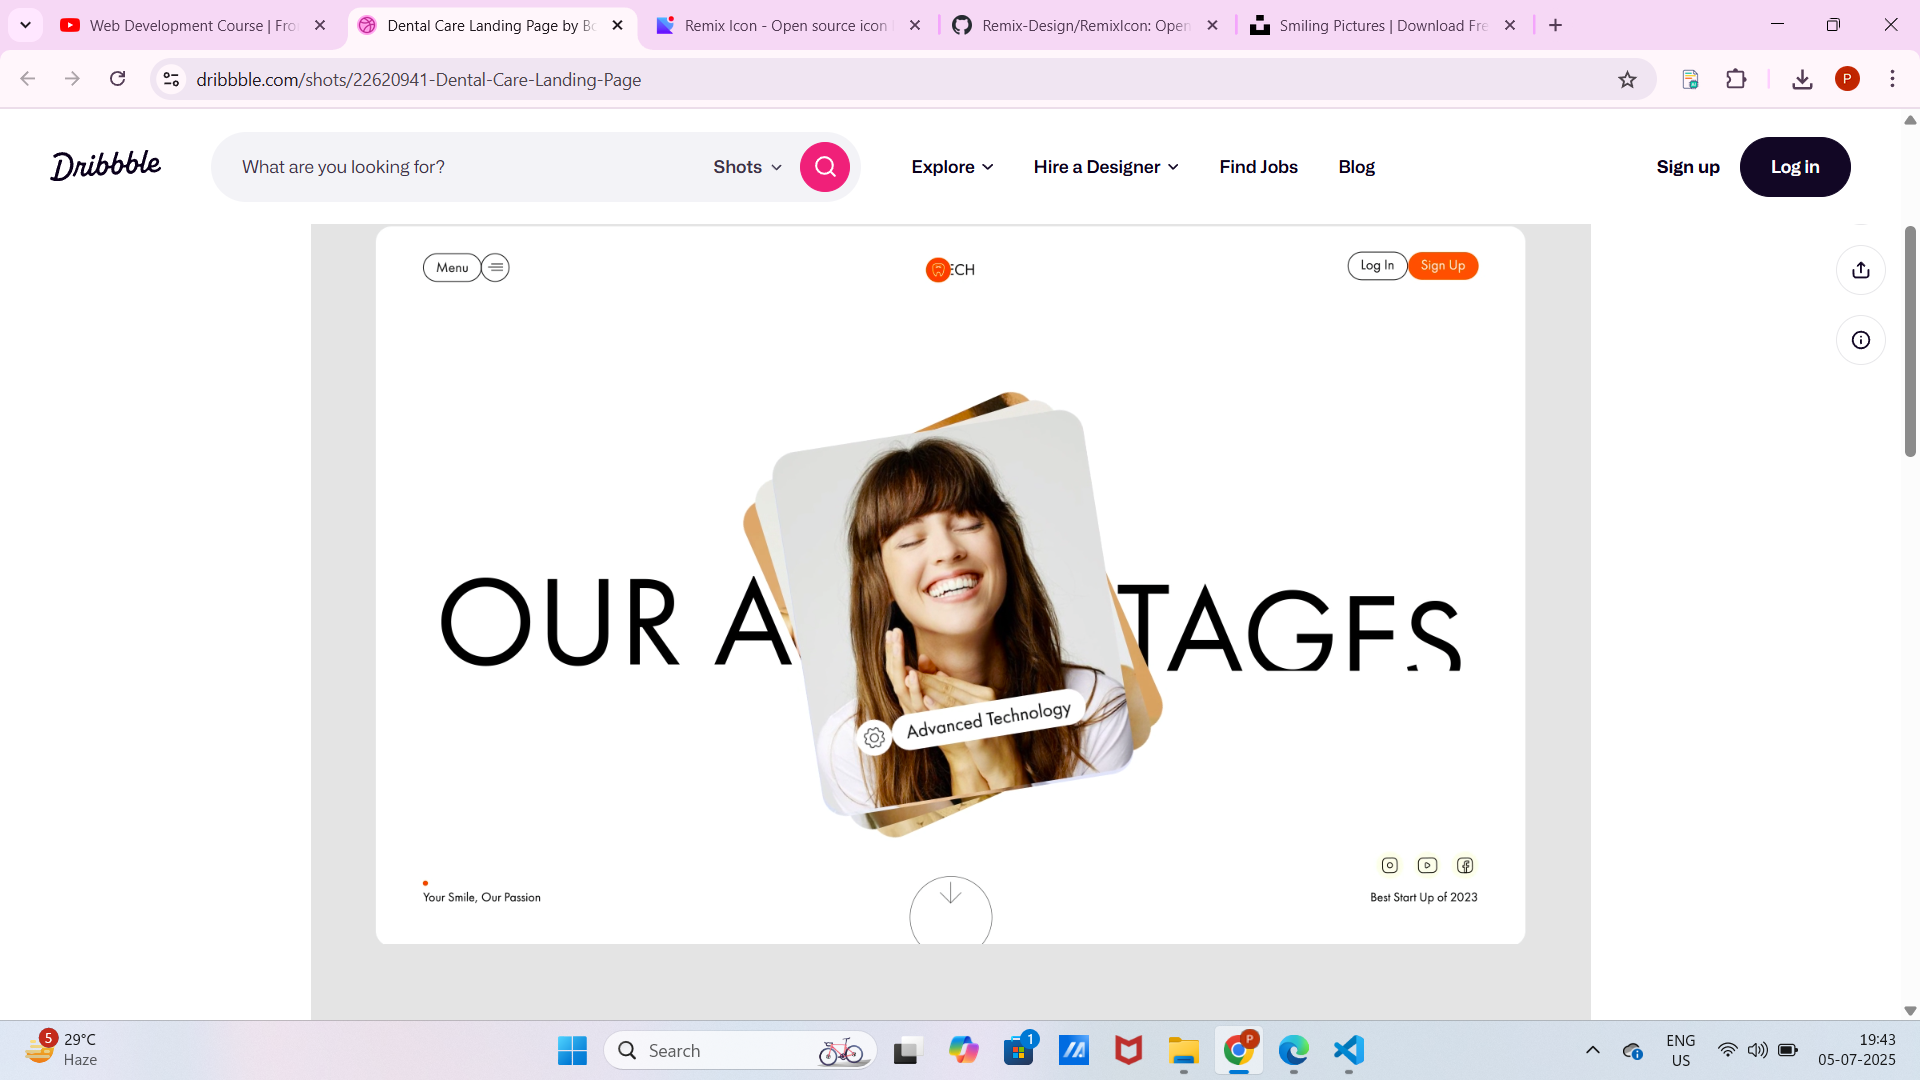 Web Development Course | Fro
Dental Care Landing Page by Bo
Remix Icon - Open source icon l
Remix-Design/RemixIcon: Open
Smiling Pictures | Download Fre
dribbble.com/shots/22620941-Dental-Care-Landing-Page
P
Dribbble
What are you looking for?
Shots
Explore
Hire a Designer
Find Jobs
Blog
Sign up
Log in
Menu
ECH
Log In
Sign Up
OUR A TAGES
Advanced Technology
Your Smile, Our Passion
Best Start Up of 2023
5
29°C
Haze
Search
1
P
ENG
US
19:43
05-07-2025